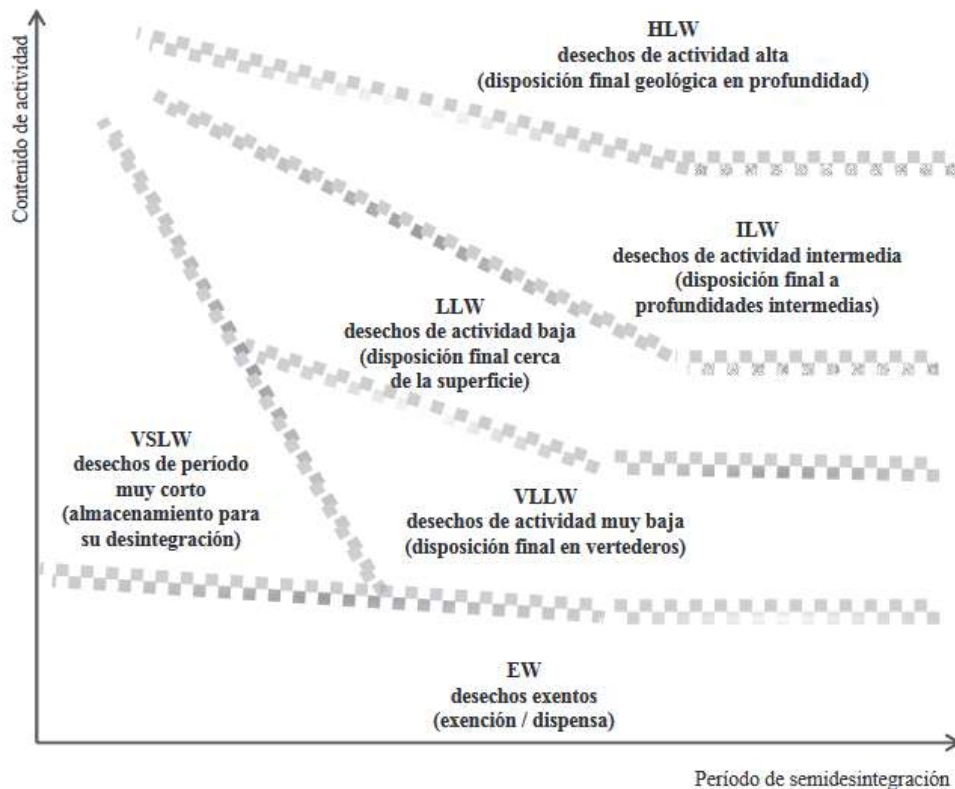 Contenido de actividad
HLW
desechos de actividad alta
(disposición final geológica en profundidad)
ILW
desechos de actividad intermedia
(disposición final a
profundidades intermedias)
LLW
desechos de actividad baja
(disposición final cerca
de la superficie)
VSLW
desechos de período
muy corto
(almacenamiento para
su desintegración)
VLLW
desechos de actividad muy baja
(disposición final en vertederos)
EW
desechos exentos
(exención / dispensa)
Período de semidesintegración